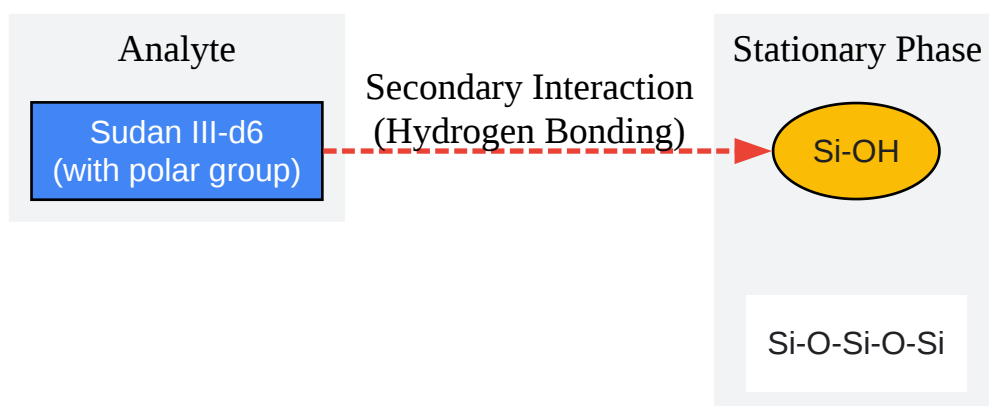 Analyte
Sudan III-d6
(with polar group)
Secondary Interaction
(Hydrogen Bonding)
Stationary Phase
Si-OH
Si-O-Si-O-Si